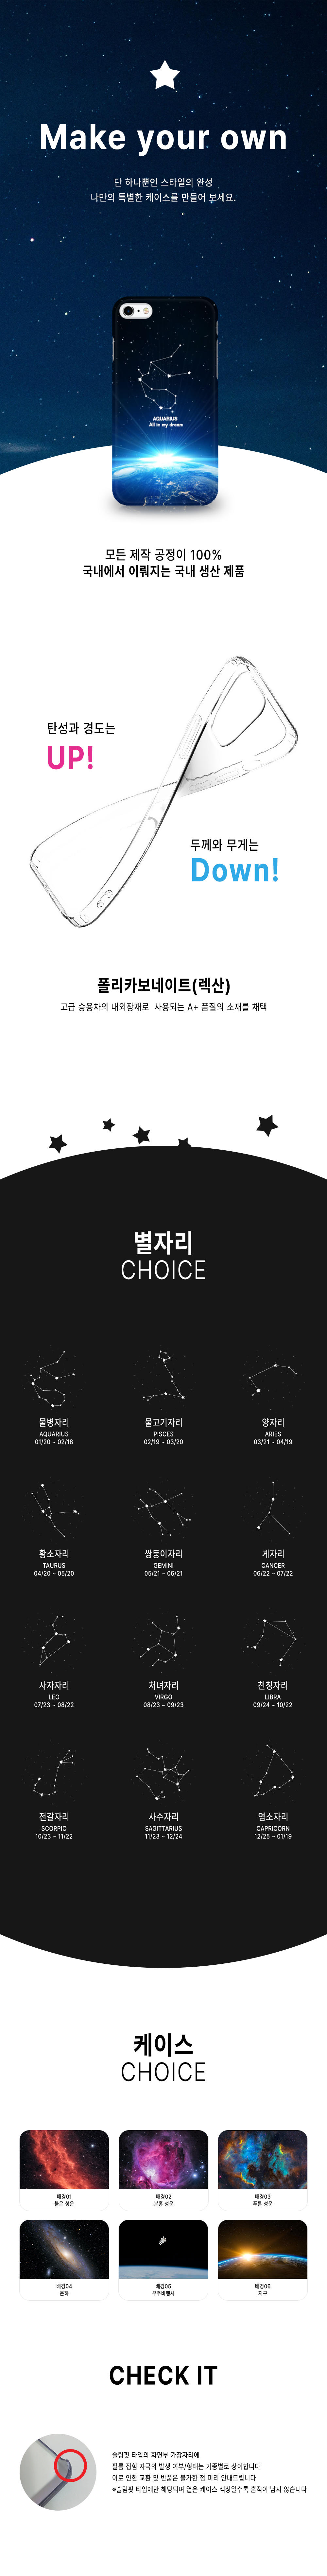 Make your own
단 하나뿐인 스타일의 완성
나만의 특별한 케이스를 만들어 보세요.
AQUARIUS
All in my dream
모든 제작 공정이 100%
국내에서 이뤄지는 국내 생산 제품
탄성과 경도는
UP!
두께와 무게는
Down!
폴리카보네이트(렉산)
고급 승용차의 내외장재로 사용되는 A+ 품질의 소재를 채택
별자리
CHOICE
물병자리
AQUARIUS
01/20 ~ 02/18
물고기자리
PISCES
02/19 ~ 03/20
양자리
ARIES
03/21 ~ 04/19
황소자리
TAURUS
04/20 ~ 05/20
쌍둥이자리
GEMINI
05/21 ~ 06/21
게자리
CANCER
06/22 ~ 07/22
사자자리
LEO
07/23 ~ 08/22
처녀자리
VIRGO
08/23 ~ 09/23
천칭자리
LIBRA
09/24 ~ 10/22
전갈자리
SCORPIO
10/23 ~ 11/22
사수자리
SAGITTARIUS
11/23 ~ 12/24
염소자리
CAPRICORN
12/25 ~ 01/19
케이스
CHOICE
배경01
붉은 성운
배경02
분홍 성운
배경03
푸른 성운
배경04
은하
배경05
우주비행사
배경06
지구
CHECK IT
슬림핏 타입의 화면부 가장자리에
필름 집힘 자국의 발생 여부/형태는 기종별로 상이합니다
이로 인한 교환 및 반품은 불가한 점 미리 안내드립니다
*슬림핏 타입에만 해당되며 옅은 케이스 색상일수록 흔적이 남지 않습니다